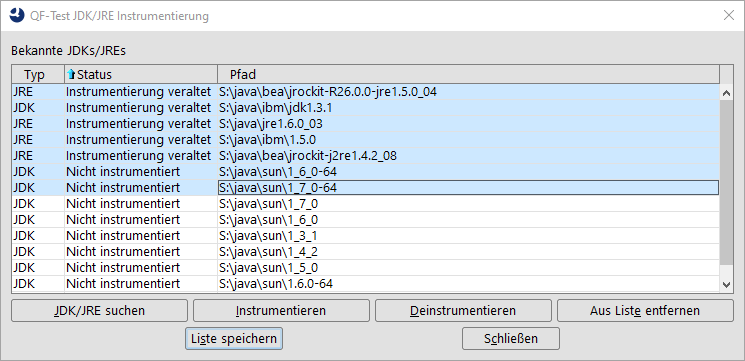 QF-Test JDK/JRE Instrumentierung
Bekannte JDKs/JREs
Typ Status Pfad
JRE Instrumentierung veraltet S:\java\bea\jrockit-R26.0.0-jre1.5.0_04
JDK Instrumentierung veraltet S:\java\ibm\jdk1.3.1
JRE Instrumentierung veraltet S:\java\jre1.6.0_03
JRE Instrumentierung veraltet S:\java\ibm\1.5.0
JRE Instrumentierung veraltet S:\java\bea\jrockit-j2re1.4.2_08
JDK Nicht instrumentiert S:\java\sun\1_6_0-64
JDK Nicht instrumentiert S:\java\sun\1_7_0-64
JDK Nicht instrumentiert S:\java\sun\1_7_0
JDK Nicht instrumentiert S:\java\sun\1_6_0
JDK Nicht instrumentiert S:\java\sun\1_3_1
JDK Nicht instrumentiert S:\java\sun\1_4_2
JDK Nicht instrumentiert S:\java\sun\1_5_0
JDK Nicht instrumentiert S:\java\sun\1.6.0-64
JDK/JRE suchen Instrumentieren Deinstrumentieren Aus Liste entfernen
Liste speichern Schließen